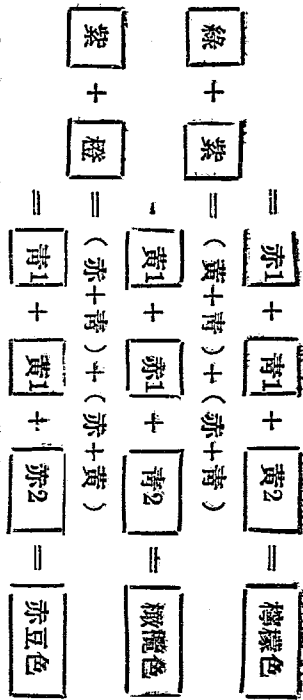 = 赤1 + 青1 + 黄2 = 檸檬色
綠 + 紫 = (黄+青)+(赤+青)
黄1 + 赤1 + 青2 = 橄欖色
紫 + 橙 = (赤+青)+(赤+黄)
= 青1 + 黄1 + 赤2 = 赤豆色